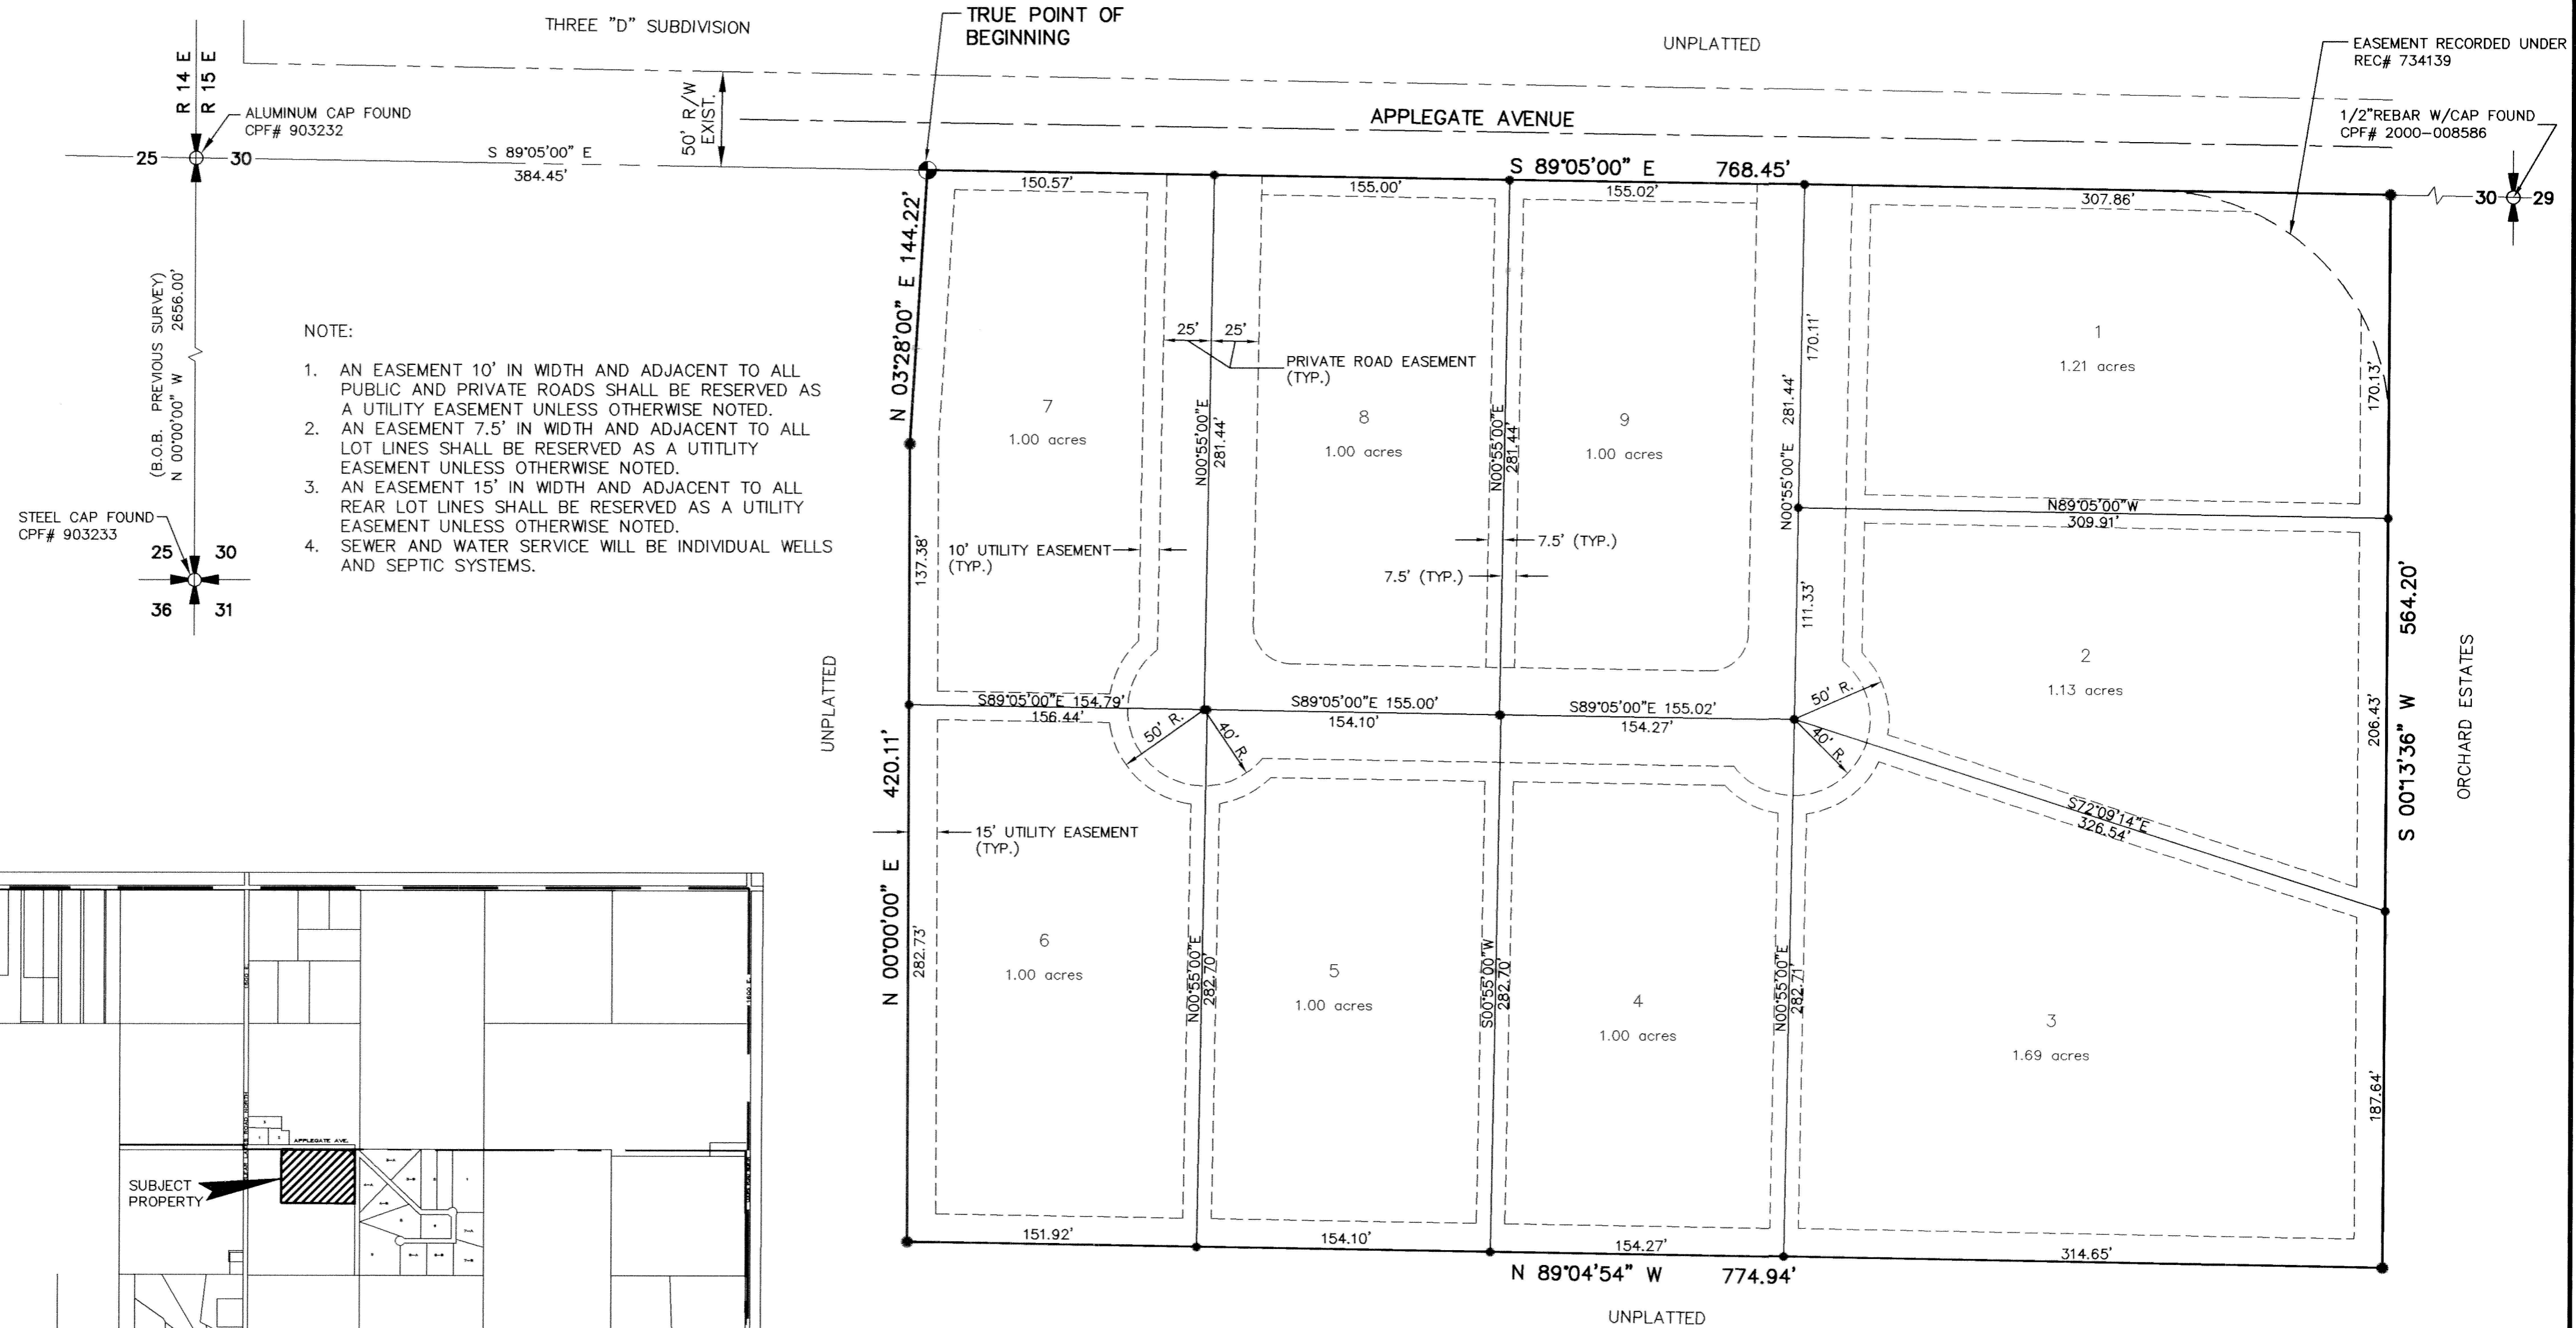 THREE "D" SUBDIVISION
TRUE POINT OF
BEGINNING
UNPLATTED
EASEMENT RECORDED UNDER
REC# 734139
R 14 E
R 15 E
ALUMINUM CAP FOUND
CPF# 903232
50' R/W
EXIST.
APPLEGATE AVENUE
1/2"REBAR W/CAP FOUND
CPF# 2000-008586
25
30
S 89°05'00" E
384.45'
S 89°05'00" E 768.45'
150.57'
155.00'
155.02'
307.86'
30
29
(B.O.B. PREVIOUS SURVEY)
N 00°00'00" W 2656.00'
NOTE:
1. AN EASEMENT 10' IN WIDTH AND ADJACENT TO ALL
PUBLIC AND PRIVATE ROADS SHALL BE RESERVED AS
A UTILITY EASEMENT UNLESS OTHERWISE NOTED.
2. AN EASEMENT 7.5' IN WIDTH AND ADJACENT TO ALL
LOT LINES SHALL BE RESERVED AS A UTITLITY
EASEMENT UNLESS OTHERWISE NOTED.
3. AN EASEMENT 15' IN WIDTH AND ADJACENT TO ALL
REAR LOT LINES SHALL BE RESERVED AS A UTILITY
EASEMENT UNLESS OTHERWISE NOTED.
4. SEWER AND WATER SERVICE WILL BE INDIVIDUAL WELLS
AND SEPTIC SYSTEMS.
STEEL CAP FOUND
CPF# 903233
25
30
36
31
N 03°28'00" E 144.22'
25'
25'
PRIVATE ROAD EASEMENT
(TYP.)
7
1.00 acres
N00°55'00"E
281.44'
8
1.00 acres
N00°55'00"E
281.44'
9
1.00 acres
170.11'
N00°55'00"E 281.44'
1
1.21 acres
170.13'
N89°05'00"W
309.91'
137.38'
10' UTILITY EASEMENT
(TYP.)
7.5' (TYP.)
7.5' (TYP.)
111.33'
2
1.13 acres
206.43'
S 00°13'36" W 564.20'
ORCHARD ESTATES
UNPLATTED
S89°05'00"E 154.79'
156.44'
S89°05'00"E 155.00'
154.10'
S89°05'00"E 155.02'
154.27'
50' R.
40' R.
50' R.
40' R.
S72°09'14"E
326.54'
N 00°00'00" E 420.11'
15' UTILITY EASEMENT
(TYP.)
282.73'
6
1.00 acres
N00°55'00"E
282.70'
5
1.00 acres
S00°55'00"W
282.70'
4
1.00 acres
N00°55'00"E
282.71'
3
1.69 acres
187.64'
151.92'
154.10'
154.27'
314.65'
N 89°04'54" W 774.94'
UNPLATTED
1500 E
1600 E
APPLEGATE AVE.
SUBJECT
PROPERTY